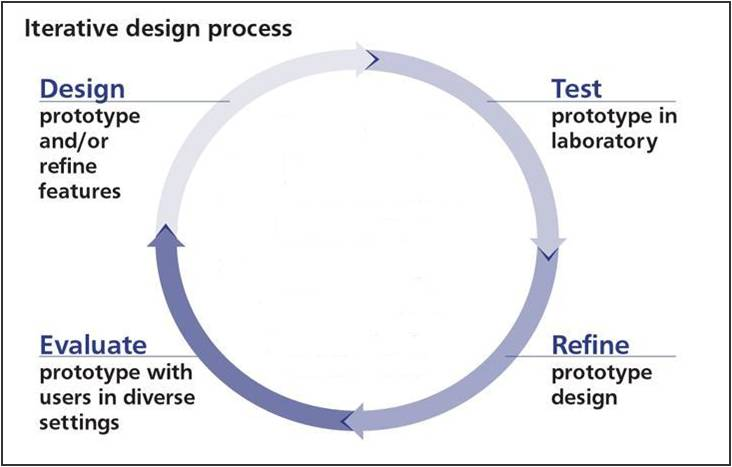 Iterative design process
Design
prototype
and/or
refine
features
Test
prototype in
laboratory
Evaluate
prototype with
users in diverse
settings
Refine
prototype
design